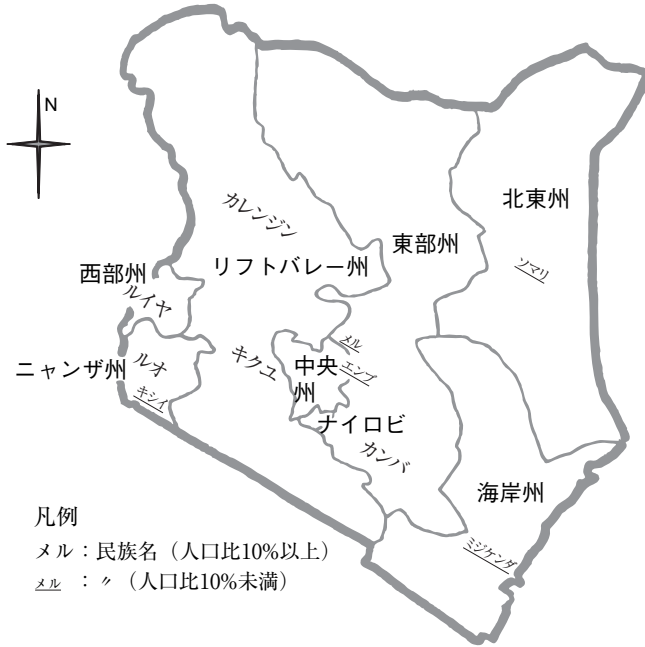 N
北東州
カレンジン
東部州
リフトバレー州
ソマリ
西部州
ルイヤ
メル
ニャンザ州
ルオ
キクユ
中央
州
エンブ
キシイ
ナイロビ
カンバ
海岸州
ミジケンダ
凡例
メル：民族名（人口比10%以上）
メル：〃（人口比10%未満）